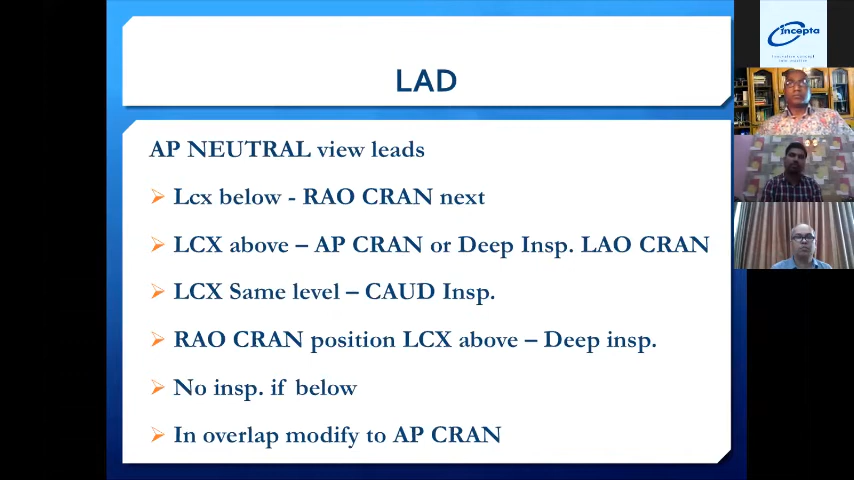 LAD
AP NEUTRAL view leads
Lcx below - RAO CRAN next
LCX above – AP CRAN or Deep Insp. LAO CRAN
LCX Same level – CAUD Insp.
RAO CRAN position LCX above – Deep insp.
No insp. if below
In overlap modify to AP CRAN
incepta